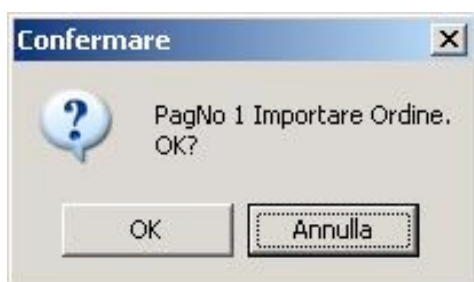 Confermare
PagNo 1 Importare Ordine.
OK?
OK
Annulla